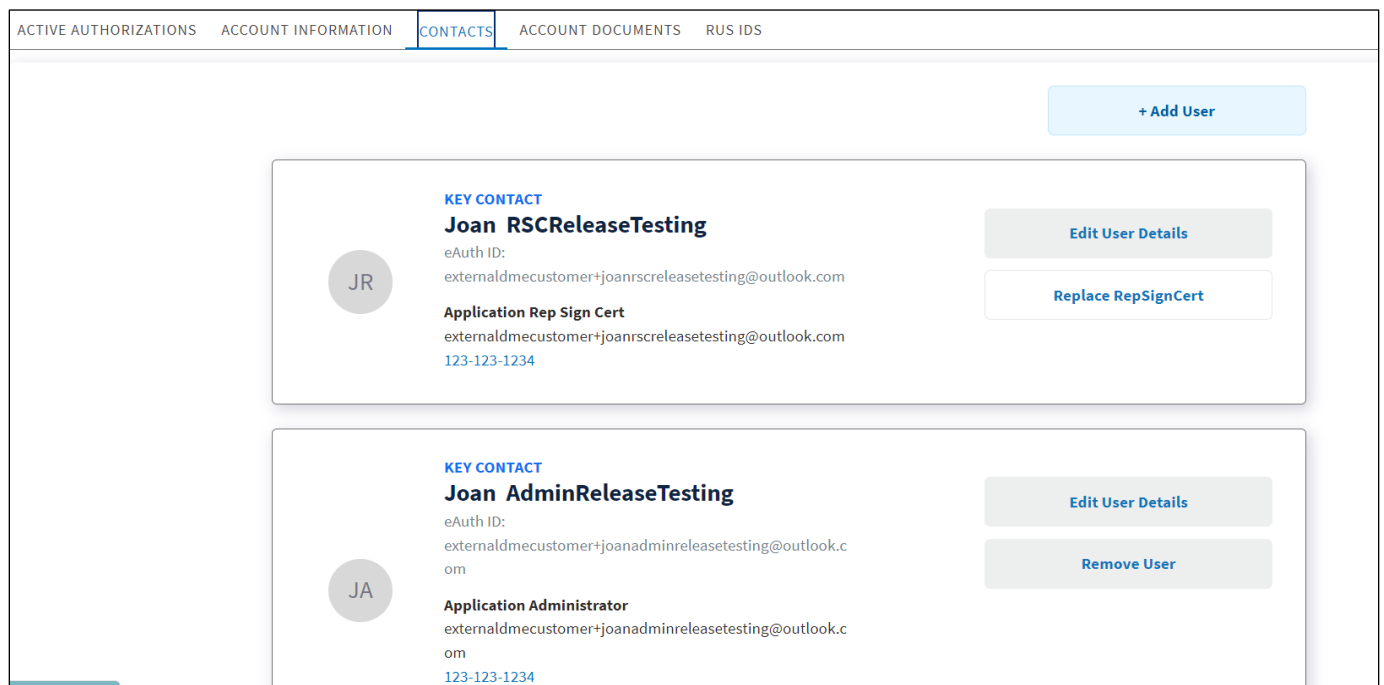 ACTIVE AUTHORIZATIONS ACCOUNT INFORMATION CONTACTS ACCOUNT DOCUMENTS RUS IDS
+ Add User
KEY CONTACT
Joan RSCReleaseTesting
eAuth ID:
externaldmecustomer+joanrscreleasetesting@outlook.com
JR
Application Rep Sign Cert
externaldmecustomer+joanrscreleasetesting@outlook.com
123-123-1234
Edit User Details
Replace RepSignCert
KEY CONTACT
Joan AdminReleaseTesting
eAuth ID:
externaldmecustomer+joanadminreleasetesting@outlook.c
om
JA
Application Administrator
externaldmecustomer+joanadminreleasetesting@outlook.c
om
123-123-1234
Edit User Details
Remove User